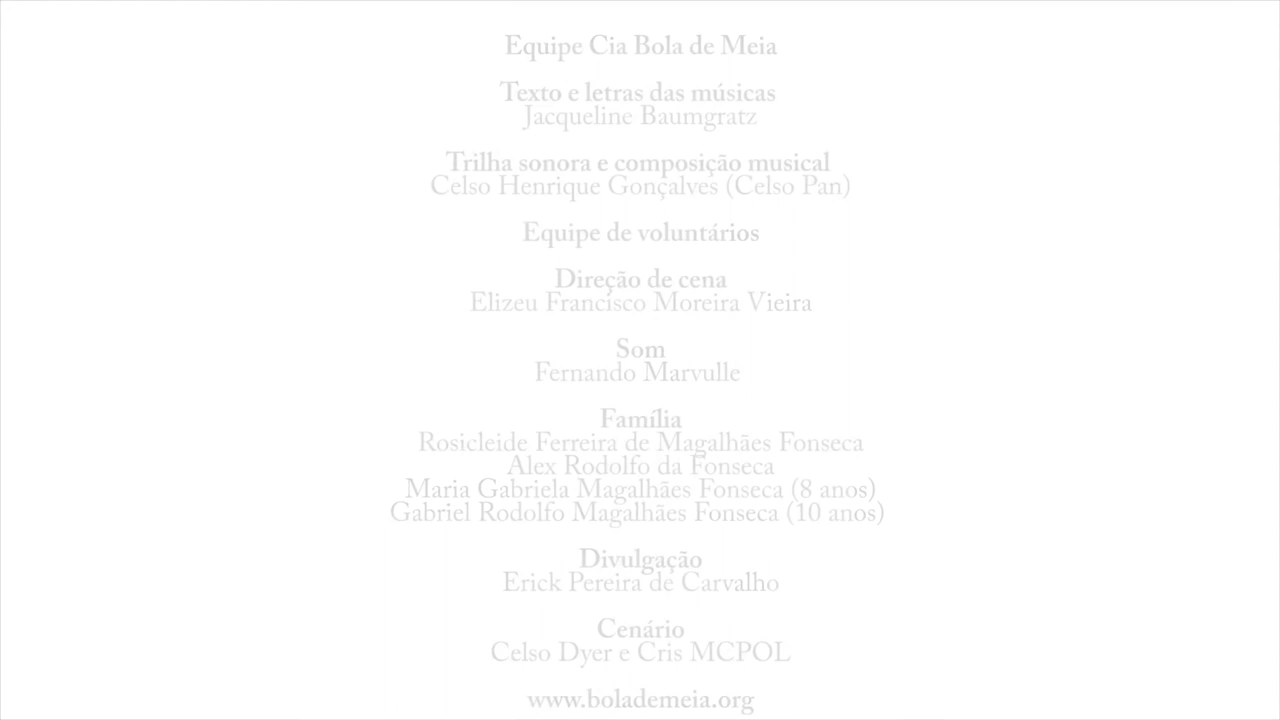 Equipe Cia Bola de Meia
Texto e letras das músicas
Jacqueline Baumgratz
Trilha sonora e composição musical
Celso Henrique Gonçalves (Celso Pan)
Equipe de voluntários
Direção de cena
Elizeu Francisco Moreira Vieira
Som
Fernando Marvulle
Família
Rosicleide Ferreira de Magalhães Fonseca
Alex Rodolfo da Fonseca
Maria Gabriela Magalhães Fonseca (8 anos)
Gabriel Rodolfo Magalhães Fonseca (10 anos)
Divulgação
Erick Pereira de Carvalho
Cenário
Celso Dyer e Cris MCPOL
www.bolademeia.org